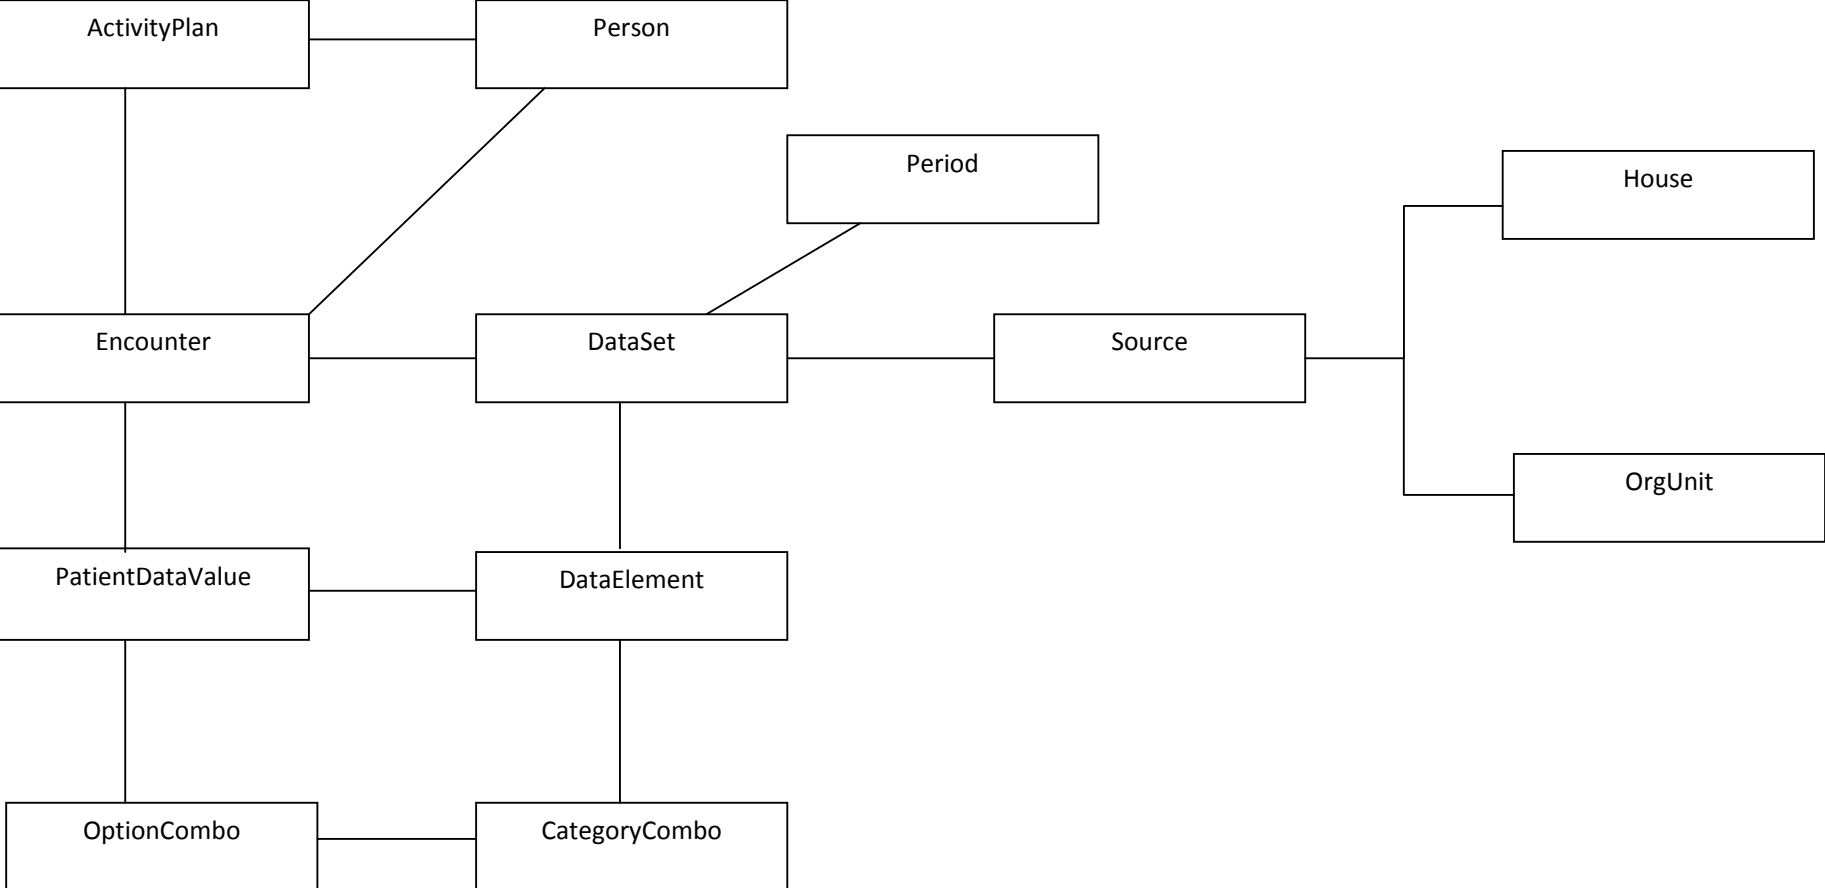 ActivityPlan
Person
Period
House
Encounter
DataSet
Source
OrgUnit
PatientDataValue
DataElement
OptionCombo
CategoryCombo